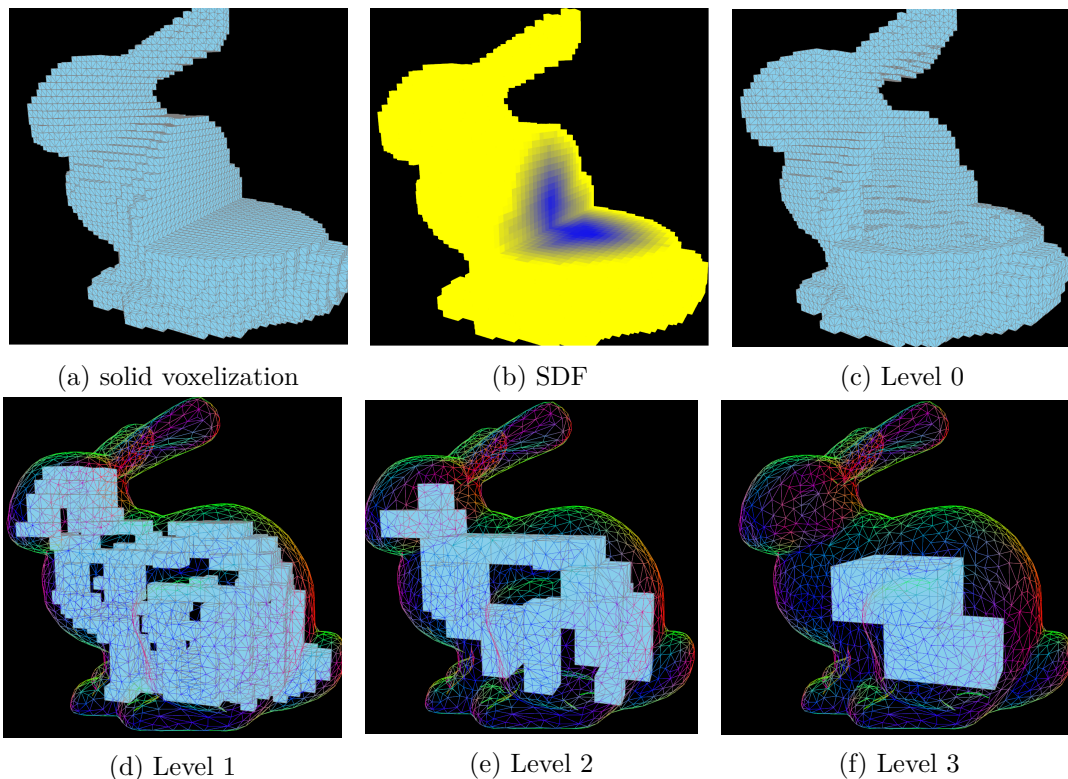 (a) solid voxelization
(b) SDF
(c) Level 0
(d) Level 1
(e) Level 2
(f) Level 3